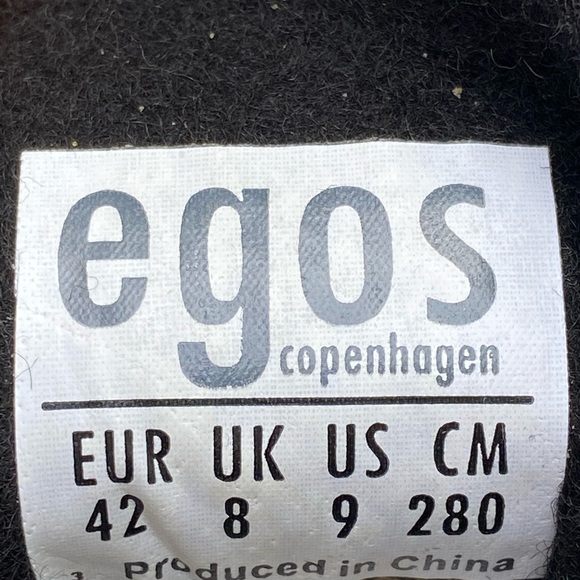 egos
copenhagen
EUR UK US CM
42 8 9 280
Produced in China